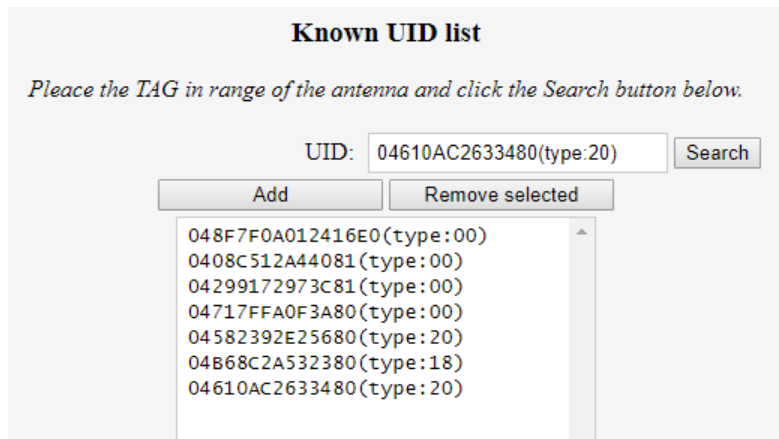 Known UID list
Pleace the TAG in range of the antenna and click the Search button below.
UID: 04610AC2633480(type:20) Search
Add Remove selected
048F7F0A012416E0(type:00)
0408C512A44081(type:00)
04299172973C81(type:00)
04717FFA0F3A80(type:00)
04582392E25680(type:20)
04B68C2A532380(type:18)
04610AC2633480(type:20)